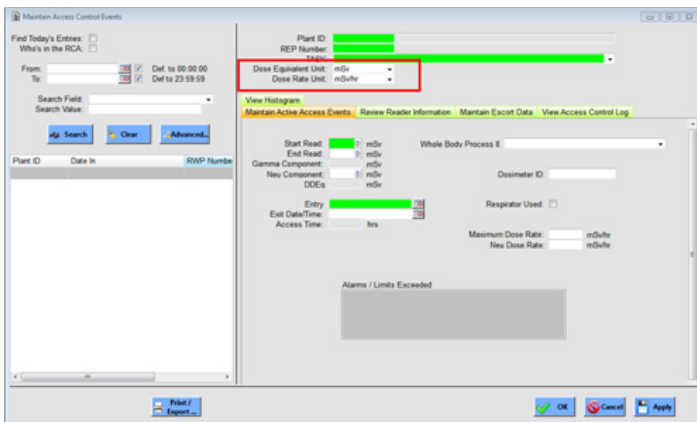 Maintain Access Control Events
Find Today's Entries:
Who's in the RCA:
From: Def. to 00:00:00
To: Def to 23:59:59
Search Field:
Search Value:
Search Clear Advanced...
Plant ID Date In RWP Numbe
Print / Export ...
Plant ID:
REP Number:
TASK:
Dose Equivalent Unit: mSv
Dose Rate Unit: mSv/hr
View Histogram
Maintain Active Access Events Review Reader Information Maintain Escort Data View Access Control Log
Start Read: mSv Whole Body Process
End Read: mSv
Gamma Component: mSv
Neu Component: mSv Dosimeter ID:
DDEq mSv
Entry Respirator Used:
Exit Date/Time:
Access Time: hrs
Maximum Dose Rate: mSv/hr
Neu Dose Rate: mSv/hr
Alarms / Limits Exceeded
OK Cancel Apply